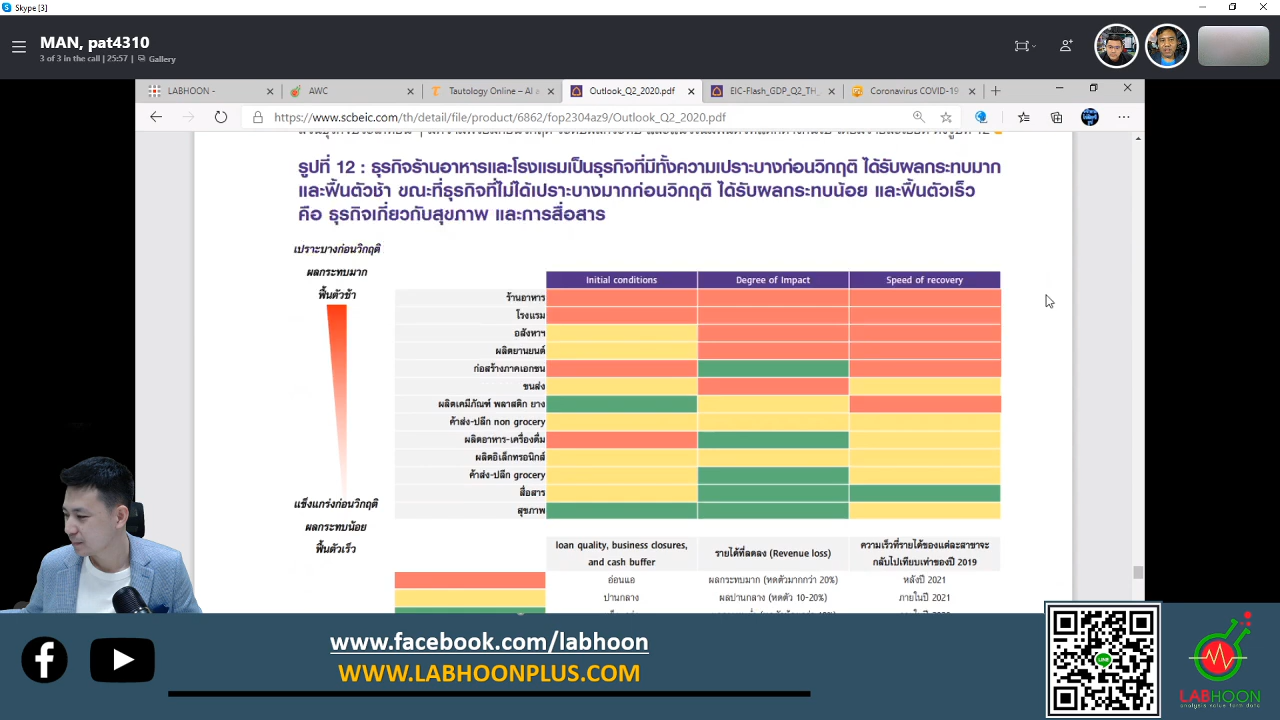 Skype [3]
MAN, pat4310
3 of 3 in the call | 25:57 | Gallery
LABHOON -
AWC
Tautology Online – AI e
Outlook_Q2_2020.pdf
EIC-Flash_GDP_Q2_TH_
Coronavirus COVID-19
https://www.scbeic.com/th/detail/file/product/6862/fop2304az9/Outlook_Q2_2020.pdf
รูปที่ 12 : ธุรกิจร้านอาหารและโรงแรมเป็นธุรกิจที่มีทั้งความเปราะบางก่อนวิกฤติ ได้รับผลกระทบมาก
และฟื้นตัวช้า ขณะที่ธุรกิจที่ไม่ได้เปราะบางมากก่อนวิกฤติ ได้รับผลกระทบน้อย และฟื้นตัวเร็ว
คือ ธุรกิจเกี่ยวกับสุขภาพ และการสื่อสาร
เปราะบางก่อนวิกฤติ
ผลกระทบมาก
ฟื้นตัวช้า
Initial conditions Degree of Impact Speed of recovery
ร้านอาหาร
โรงแรม
อสังหาฯ
ผลิตยานยนต์
ก่อสร้างภาคเอกชน
ขนส่ง
ผลิตเคมีภัณฑ์ พลาสติก ยาง
ค้าส่ง-ปลีก non grocery
ผลิตอาหาร-เครื่องดื่ม
ผลิตอิเล็กทรอนิกส์
ค้าส่ง-ปลีก grocery
สื่อสาร
สุขภาพ
แข็งแกร่งก่อนวิกฤติ
ผลกระทบน้อย
ฟื้นตัวเร็ว
loan quality, business closures,
and cash buffer
รายได้ที่ลดลง (Revenue loss)
ความเร็วที่รายได้ของแต่ละสาขาจะ
กลับไปเทียบเท่าของปี 2019
อ่อนแอ ผลกระทบมาก (หดตัวมากกว่า 20%) หลังปี 2021
ปานกลาง ผลปานกลาง (หดตัว 10-20%) ภายในปี 2021
www.facebook.com/labhoon
WWW.LABHOONPLUS.COM
LINE
LABHOON
analysis value form data